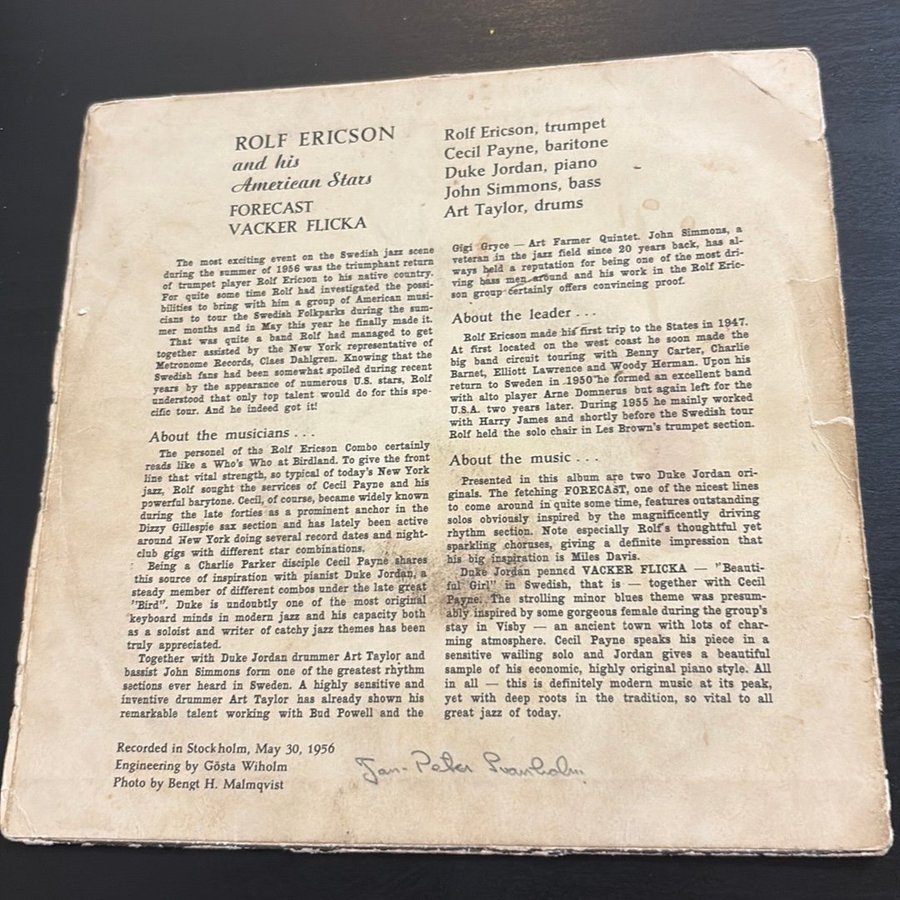 ROLF ERICSON
and his
American Stars
FORECAST
VACKER FLICKA
The most exciting event on the Swedish jazz scene
during the summer of 1956 was the triumphant return
of trumpet player Rolf Ericson to his native country.
For quite some time Rolf had investigated the possi-
bilities to bring with him a group of American musi-
cians to tour the Swedish Folkparks during the sum-
mer months and in May this year he finally made it.
That was quite a band Rolf had managed to get
together assisted by the New York representative of
Metronome Records, Claes Dahlgren. Knowing that the
Swedish fans had been somewhat spoiled during recent
years by the appearance of numerous U.S. stars, Rolf
understood that only top talent would do for this spe-
cific tour. And he indeed got it!
About the musicians . . .
The personel of the Rolf Ericson Combo certainly
reads like a Who's Who at Birdland. To give the front
line that vital strength, so typical of today's New York
jazz, Rolf sought the services of Cecil Payne and his
powerful barytone. Cecil, of course, became widely known
during the late forties as a prominent anchor in the
Dizzy Gillespie sax section and has lately been active
around New York doing several record dates and night-
club gigs with different star combinations.
Being a Charlie Parker disciple Cecil Payne shares
this source of inspiration with pianist Duke Jordan, a
steady member of different combos under the late great
"Bird". Duke is undoubtly one of the most original
keyboard minds in modern jazz and his capacity both
as a soloist and writer of catchy jazz themes has been
truly appreciated.
Together with Duke Jordan drummer Art Taylor and
bassist John Simmons form one of the greatest rhythm
sections ever heard in Sweden. A highly sensitive and
inventive drummer Art Taylor has already shown his
remarkable talent working with Bud Powell and the
Rolf Ericson, trumpet
Cecil Payne, baritone
Duke Jordan, piano
John Simmons, bass
Art Taylor, drums
Gigi Gryce — Art Farmer Quintet. John Simmons, a
veteran in the jazz field since 20 years back, has al-
ways held a reputation for being one of the most dri-
ving bass men around and his work in the Rolf Eric-
son group certainly offers convincing proof.
About the leader . . .
Rolf Ericson made his first trip to the States in 1947.
At first located on the west coast he soon made the
big band circuit touring with Benny Carter, Charlie
Barnet, Elliott Lawrence and Woody Herman. Upon his
return to Sweden in 1950 he formed an excellent band
with alto player Arne Domnerus but again left for the
U.S.A. two years later. During 1955 he mainly worked
with Harry James and shortly before the Swedish tour
Rolf held the solo chair in Les Brown's trumpet section.
About the music . . .
Presented in this album are two Duke Jordan ori-
ginals. The fetching FORECAST, one of the nicest lines
to come around in quite some time, features outstanding
solos obviously inspired by the magnificently driving
rhythm section. Note especially Rolf's thoughtful yet
sparkling choruses, giving a definite impression that
his big inspiration is Miles Davis.
Duke Jordan penned VACKER FLICKA — "Beauti-
ful Girl" in Swedish, that is — together with Cecil
Payne. The strolling minor blues theme was presum-
ably inspired by some gorgeous female during the group's
stay in Visby — an ancient town with lots of char-
ming atmosphere. Cecil Payne speaks his piece in a
sensitive wailing solo and Jordan gives a beautiful
sample of his economic, highly original piano style. All
in all — this is definitely modern music at its peak,
yet with deep roots in the tradition, so vital to all
great jazz of today.
Recorded in Stockholm, May 30, 1956
Engineering by Gösta Wiholm
Photo by Bengt H. Malmqvist
Jan-Peter Svanholm